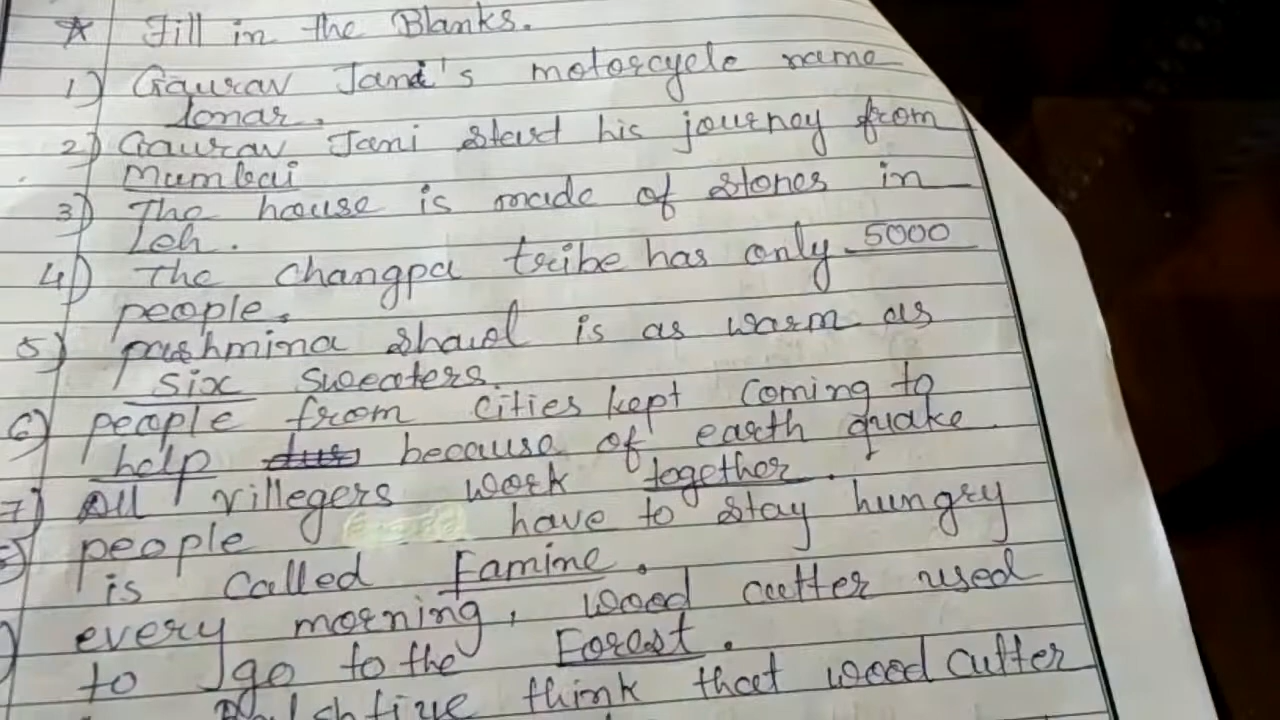 ☆ Fill in the Blanks.
1) Gaurav Jani's motorcycle name
Lonar.
2) Gaurav Jani start his journey from
Mumbai
3) The house is made of stones in
Leh.
4) The Changpa tribe has only 5000
people.
5) pashmina shawl is as warm as
six sweaters.
6) people from cities kept coming to
help because of earth quake
7) All villegers work together.
people have to stay hungry
is called Famine.
every morning, wood cutter used
to go to the Forest.
think that wood cutter